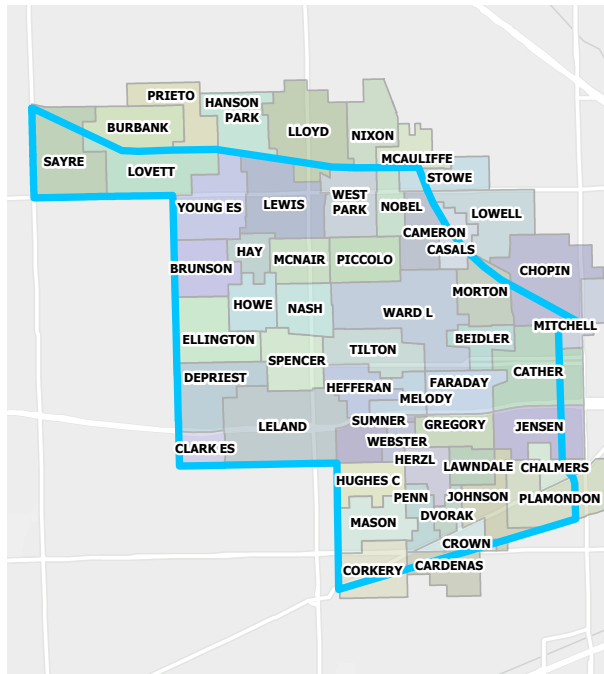 PRIETO
HANSON
PARK
BURBANK
LLOYD
NIXON
SAYRE
LOVETT
MCAULIFFE
STOWE
YOUNG ES
LEWIS
WEST
PARK
NOBEL
LOWELL
CAMERON
CASALS
HAY
BRUNSON
MCNAIR
PICCOLO
CHOPIN
MORTON
HOWE
NASH
WARD L
MITCHELL
ELLINGTON
BEIDLER
SPENCER
TILTON
CATHER
DEPRIEST
HEFFERAN
FARADAY
MELODY
LELAND
SUMNER
GREGORY
JENSEN
CLARK ES
WEBSTER
HERZL
LAWNDALE
CHALMERS
HUGHES C
PENN
JOHNSON
PLAMONDON
MASON
DVORAK
CROWN
CORKERY
CARDENAS